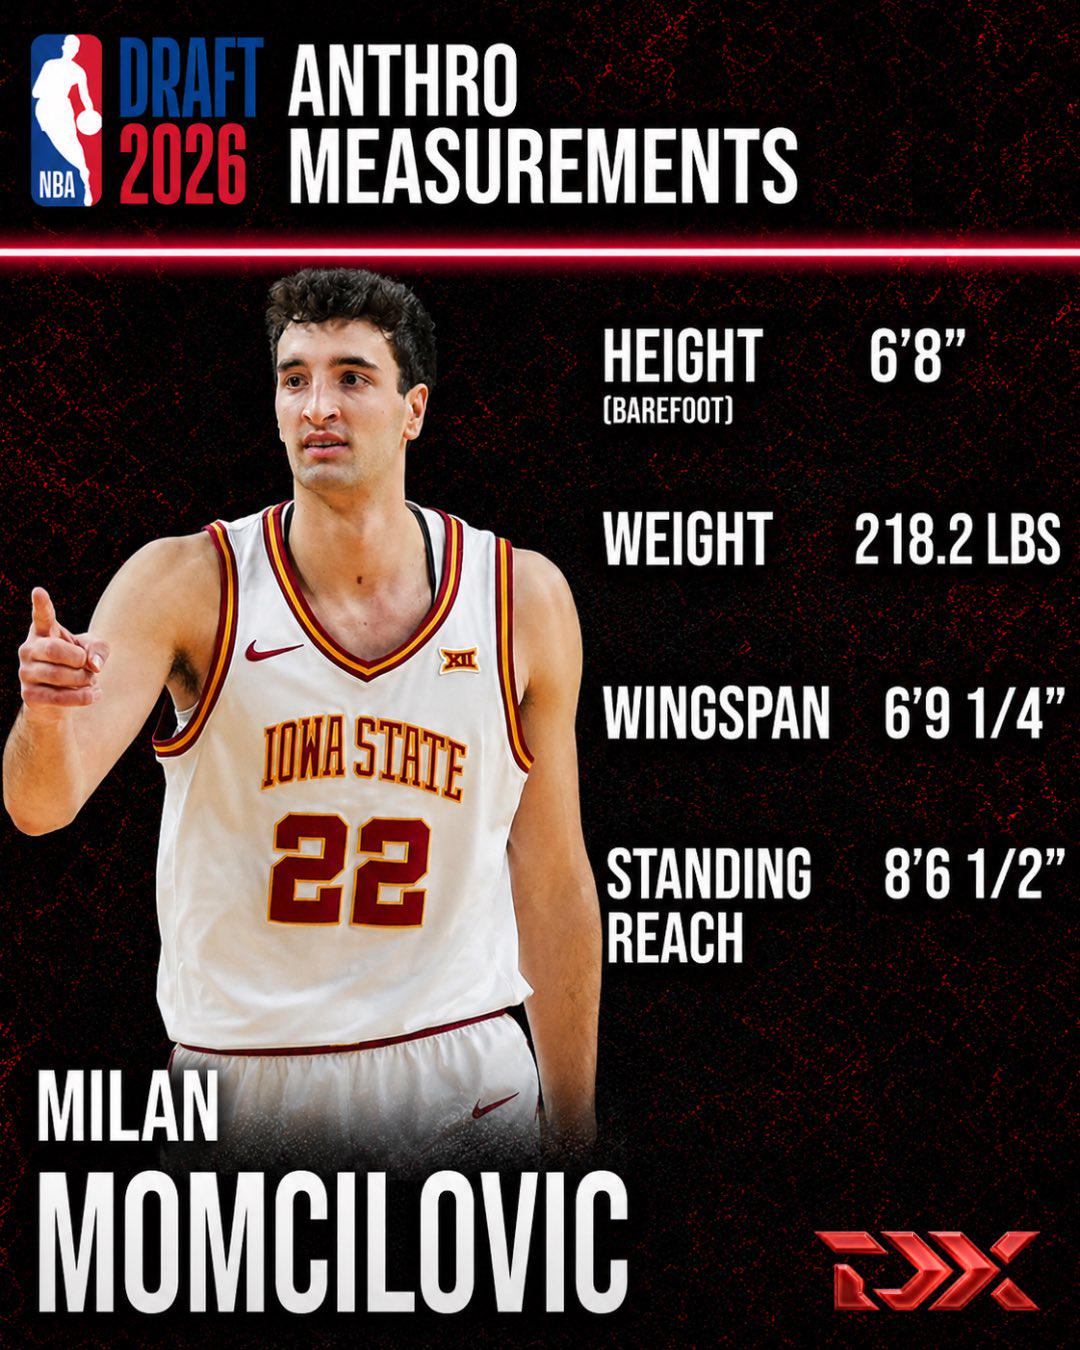 DRAFT
2026
NBA
ANTHRO
MEASUREMENTS
HEIGHT 6’8”
(BAREFOOT)
WEIGHT 218.2 LBS
WINGSPAN 6’9 1/4”
STANDING 8’6 1/2”
REACH
XII
IOWA STATE
22
MILAN
MOMCILOVIC